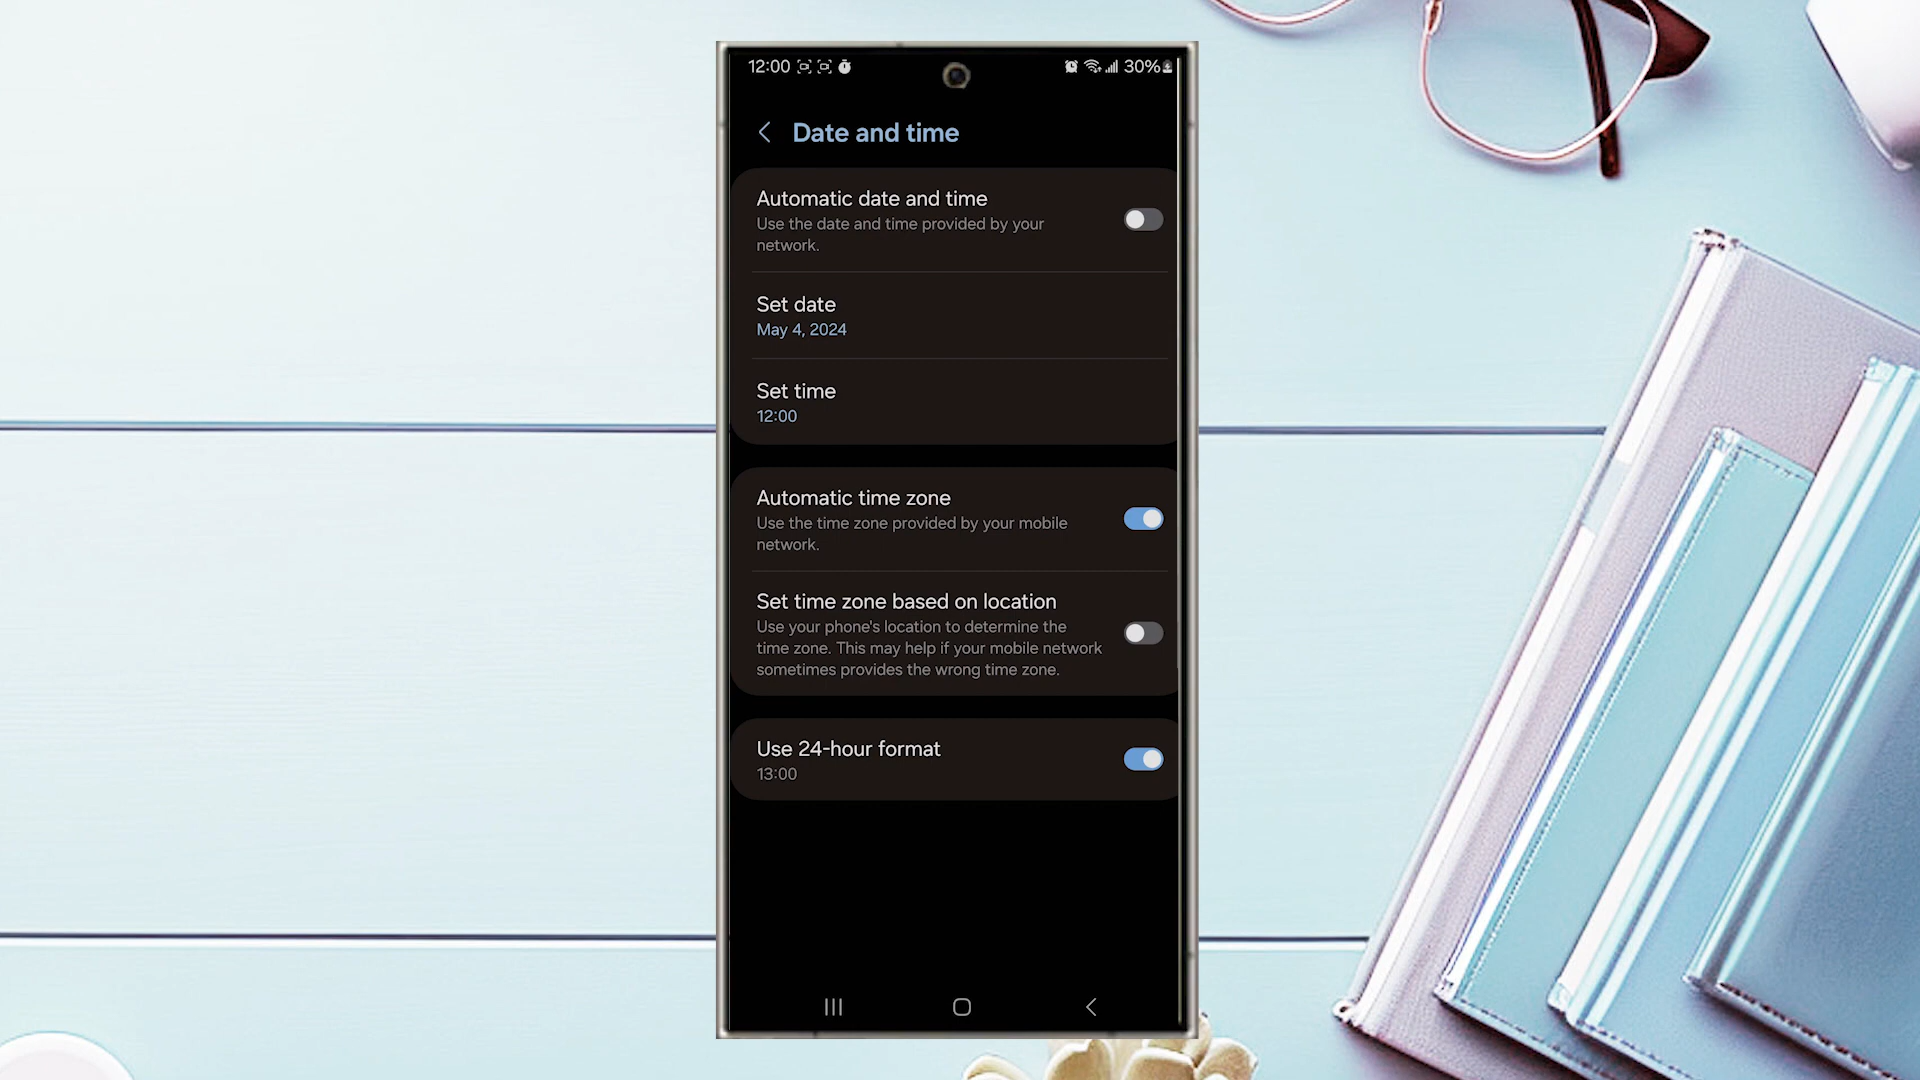 12:00
30%
Date and time
Automatic date and time
Use the date and time provided by your
network.
Set date
May 4, 2024
Set time
12:00
Automatic time zone
Use the time zone provided by your mobile
network.
Set time zone based on location
Use your phone's location to determine the
time zone. This may help if your mobile network
sometimes provides the wrong time zone.
Use 24-hour format
13:00